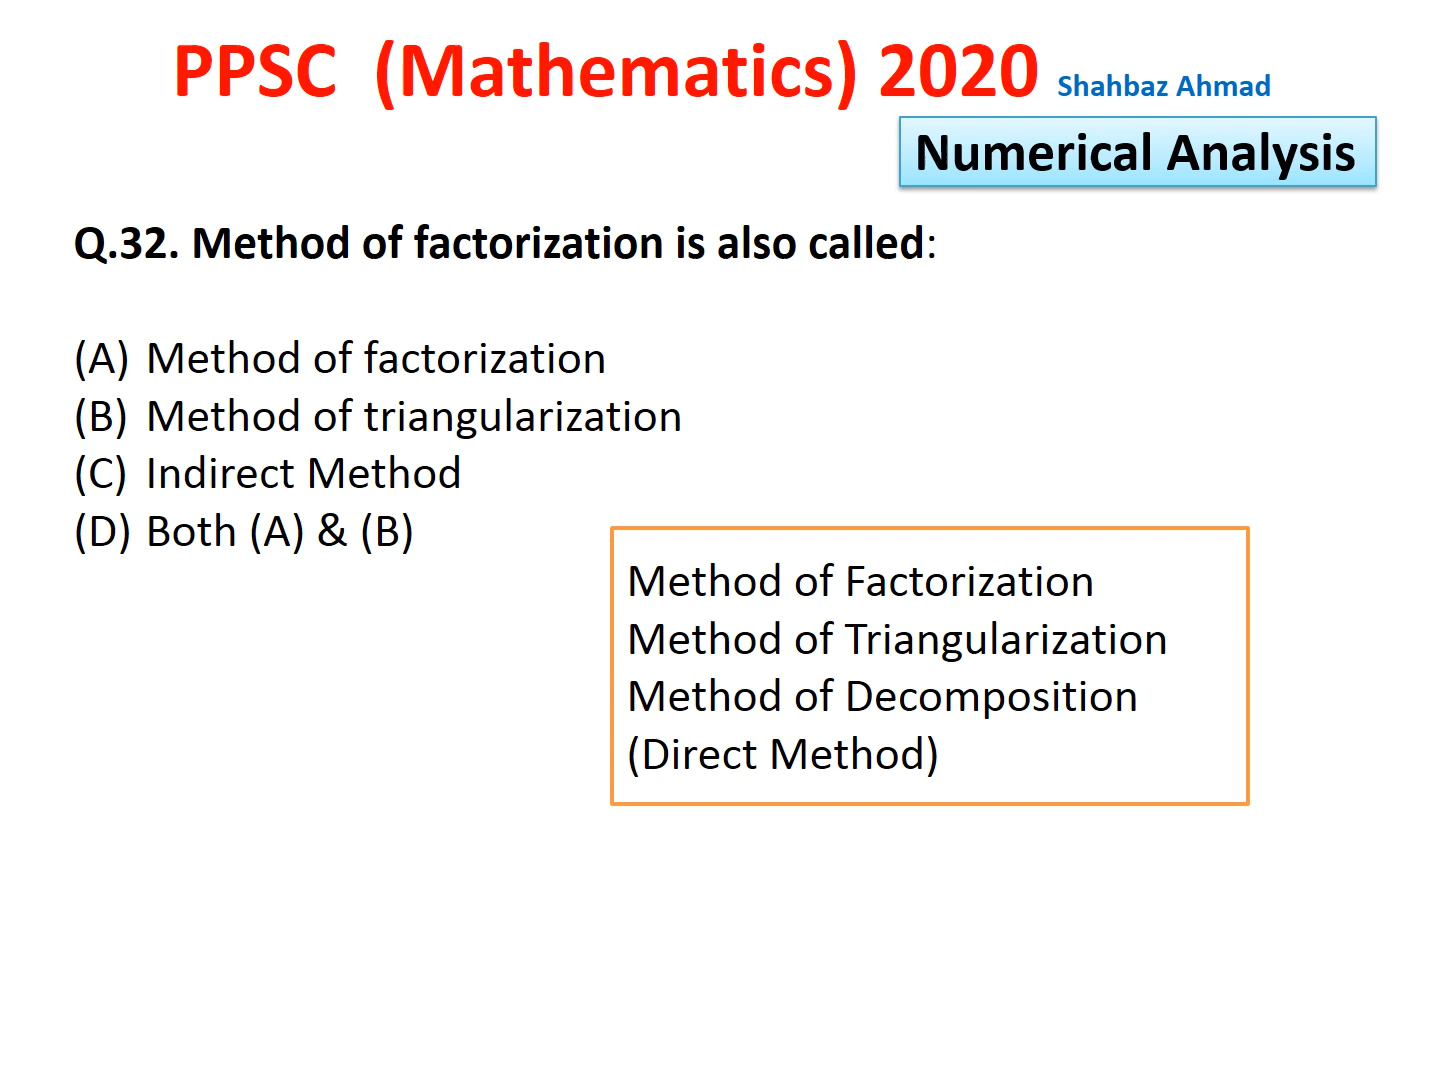 PPSC (Mathematics) 2020 Shahbaz Ahmad
Numerical Analysis
Q.32. Method of factorization is also called:
(A) Method of factorization
(B) Method of triangularization
(C) Indirect Method
(D) Both (A) & (B)
Method of Factorization
Method of Triangularization
Method of Decomposition
(Direct Method)